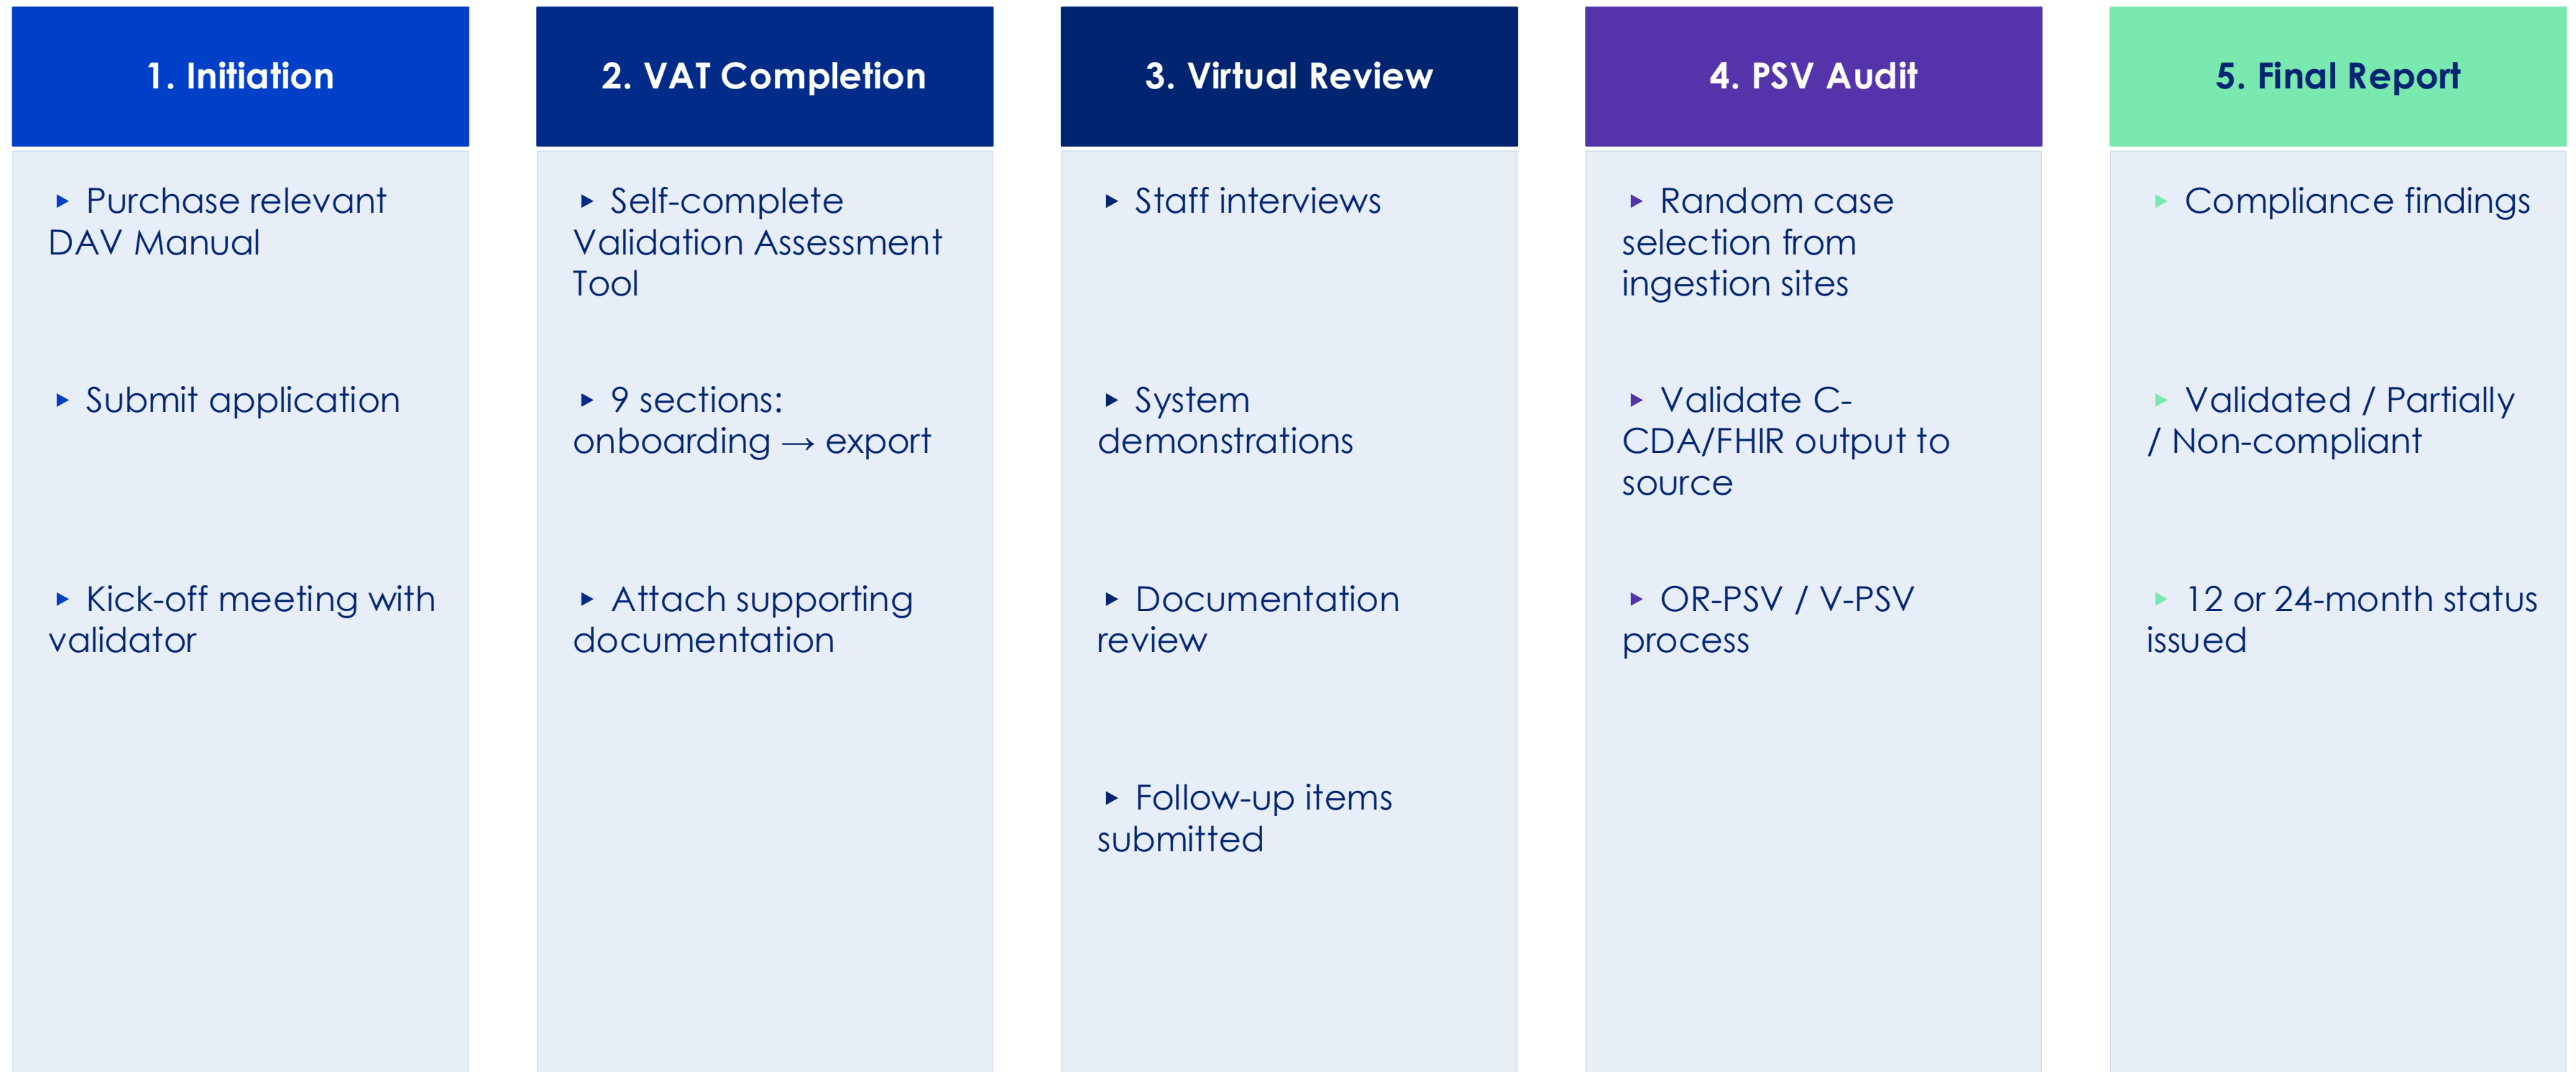 1. Initiation
▸ Purchase relevant
DAV Manual
▸ Submit application
▸ Kick-off meeting with
validator
2. VAT Completion
▸ Self-complete
Validation Assessment
Tool
▸ 9 sections:
onboarding → export
▸ Attach supporting
documentation
3. Virtual Review
▸ Staff interviews
▸ System
demonstrations
▸ Documentation
review
▸ Follow-up items
submitted
4. PSV Audit
▸ Random case
selection from
ingestion sites
▸ Validate C-
CDA/FHIR output to
source
▸ OR-PSV / V-PSV
process
5. Final Report
▸ Compliance findings
▸ Validated / Partially
/ Non-compliant
▸ 12 or 24-month status
issued